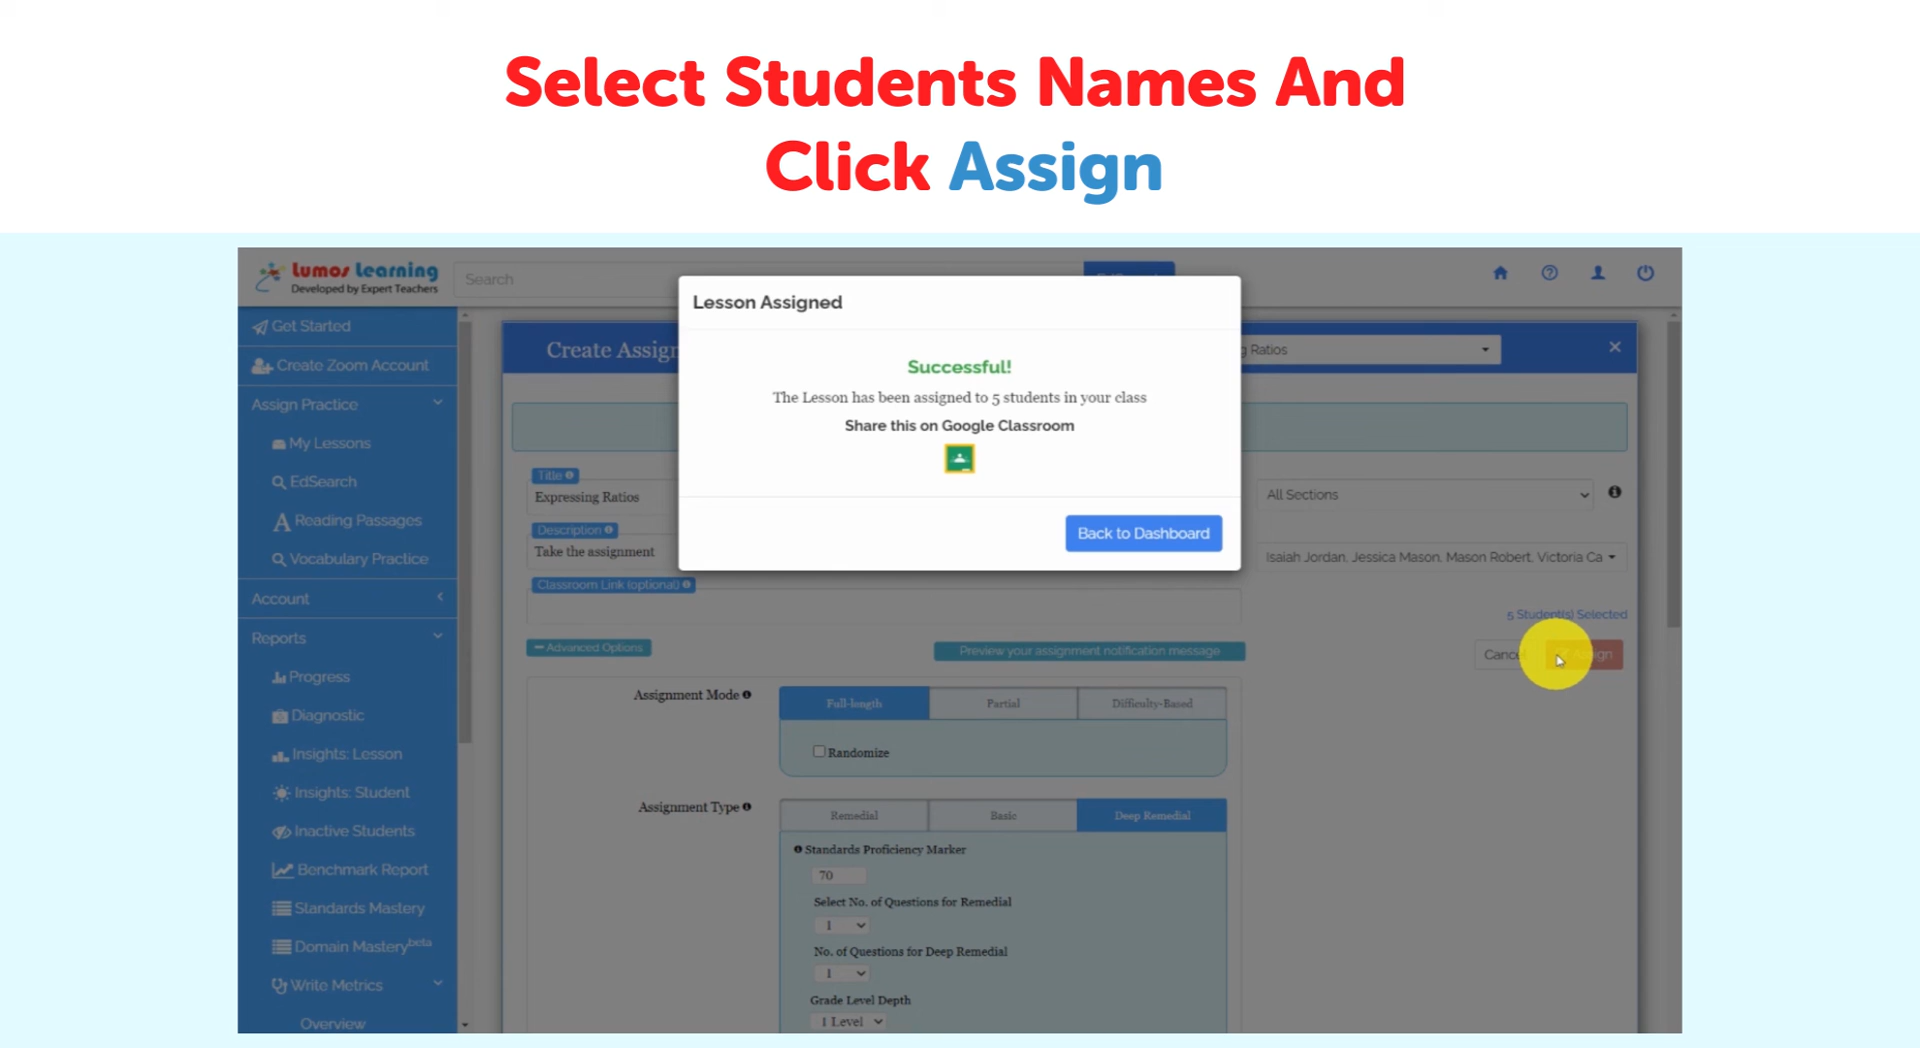 Select Students Names And
Click Assign
Lumos Learning
Developed by Expert Teachers
Search
Get Started
Create Zoom Account
Assign Practice
My Lessons
EdSearch
Reading Passages
Vocabulary Practice
Account
Reports
Progress
Diagnostic
Insights: Lesson
Insights: Student
Inactive Students
Benchmark Report
Standards Mastery
Domain Mastery beta
Write Metrics
Overview
Create Assign
g Ratios
Lesson Assigned
Successful!
The Lesson has been assigned to 5 students in your class
Share this on Google Classroom
Back to Dashboard
Title
Expressing Ratios
Description
Take the assignment
Classroom Link (optional)
All Sections
Isaiah Jordan, Jessica Mason, Mason Robert, Victoria Ca
5 Student(s) Selected
Advanced Options
Preview your assignment notification message
Cance
Assign
Assignment Mode
Full-length
Partial
Difficulty-Based
Randomize
Assignment Type
Remedial
Basic
Deep Remedial
Standards Proficiency Marker
70
Select No. of Questions for Remedial
1
No. of Questions for Deep Remedial
1
Grade Level Depth
1 Level